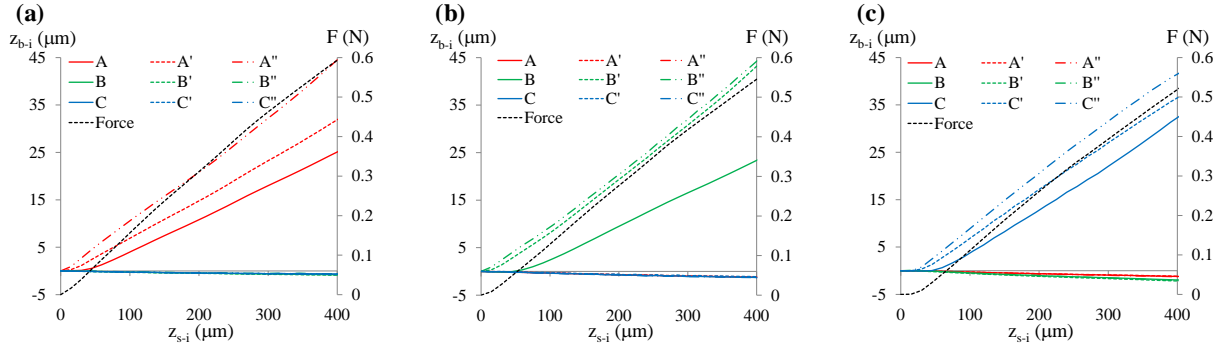 (a)
z_b-i (μm)
F (N)
45
35
25
15
5
-5
0.6
0.5
0.4
0.3
0.2
0.1
0
A A' A"
B B' B"
C C' C"
Force
0 100 200 300 400
z_s-i (μm)
(b)
z_b-i (μm)
F (N)
45
35
25
15
5
-5
0.6
0.5
0.4
0.3
0.2
0.1
0
A A' A"
B B' B"
C C' C"
Force
0 100 200 300 400
z_s-i (μm)
(c)
z_b-i (μm)
F (N)
45
35
25
15
5
-5
0.6
0.5
0.4
0.3
0.2
0.1
0
A A' A"
B B' B"
C C' C"
Force
0 100 200 300 400
z_s-i (μm)